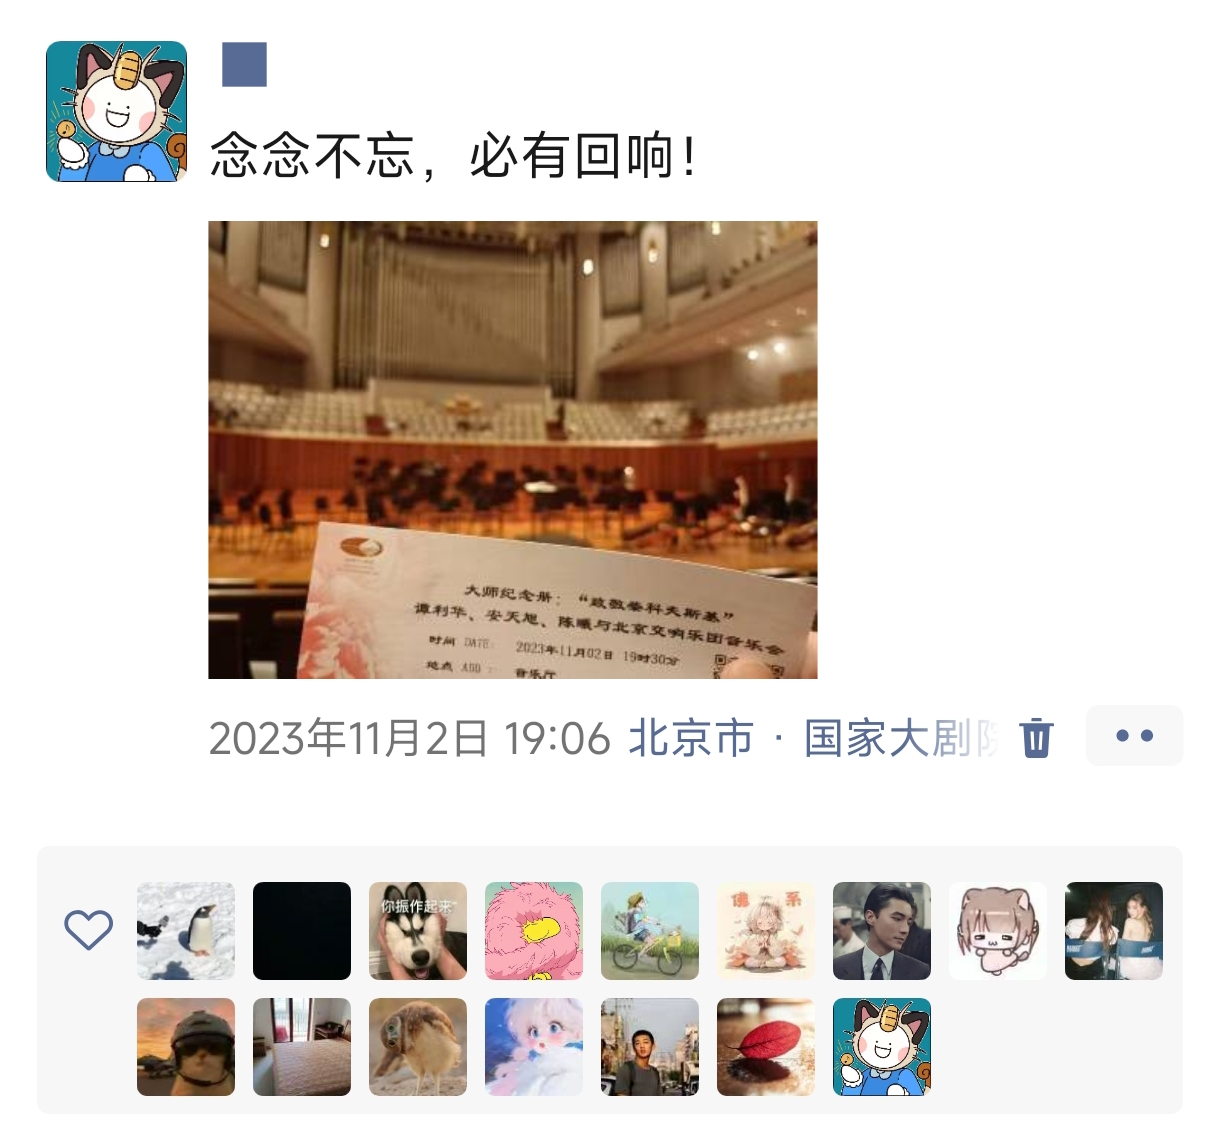 念念不忘，必有回响！
大师纪念册：“致敬柴科夫斯基”
谭利华、安天旭、陈曦与北京交响乐团音乐会
时间 DATE: 2023年11月02日 19时30分
地点 ADD: 音乐厅
2023年11月2日 19:06 北京市 · 国家大剧院
你振作起来"
佛系